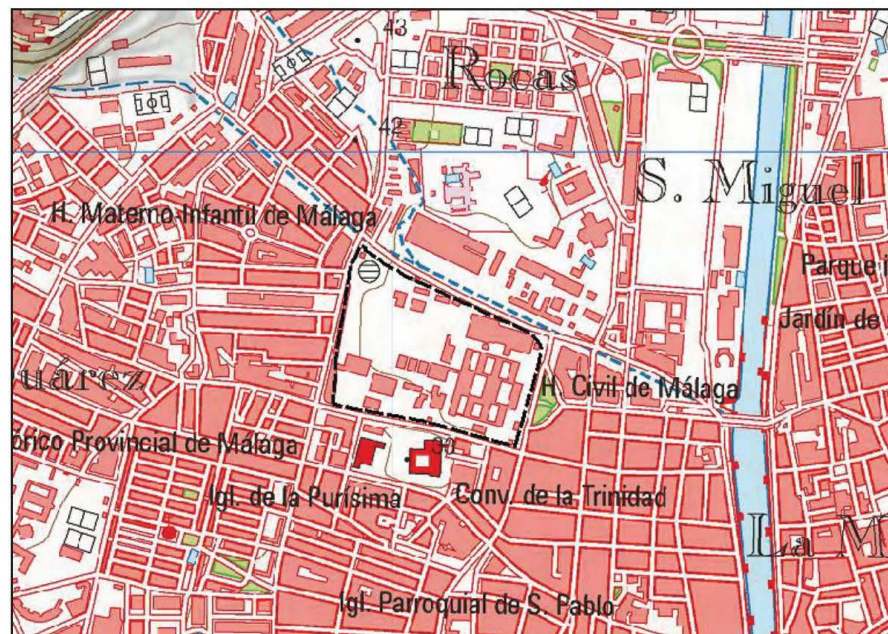 43
Rocas
42
S. Miguel
H. Materno-Infantil de Málaga
Parque
Jardín de
uárez
H. Civil de Málaga
órico Provincial de Málaga
Igl. de la Purísima
Conv. de la Trinidad
La M
Igl. Parroquial de S. Pablo